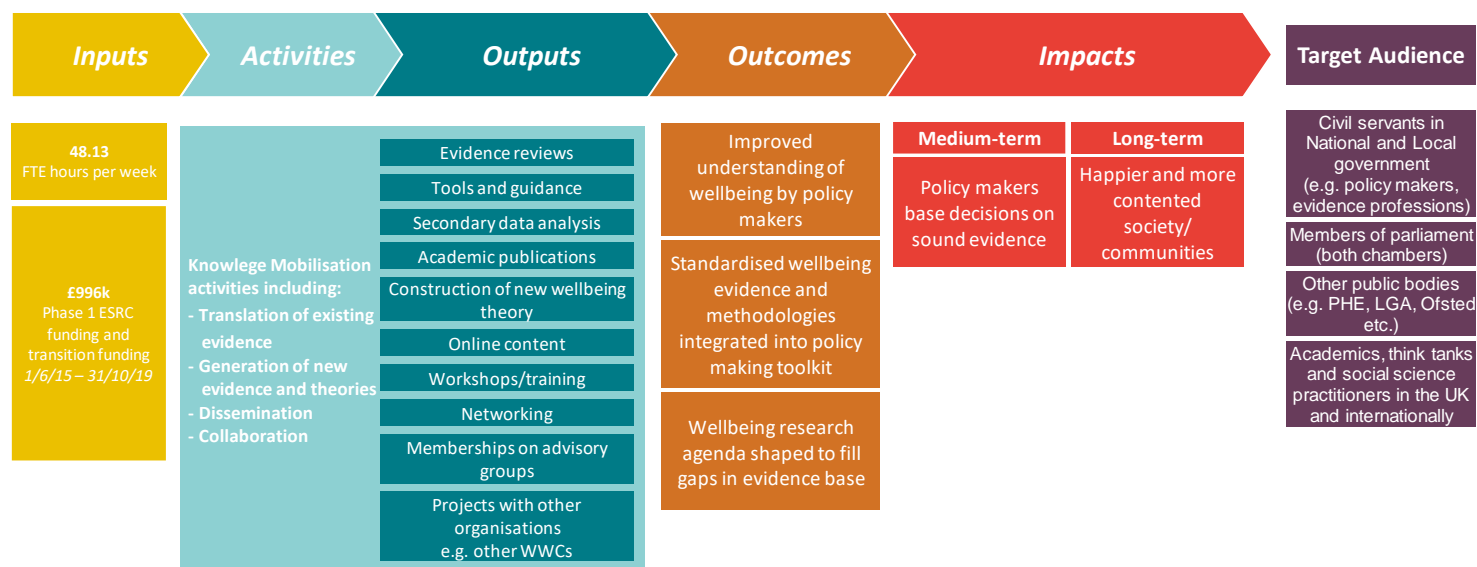 Inputs
Activities
Outputs
Outcomes
Impacts
Target Audience
48.13
FTE hours per week
£996k
Phase 1 ESRC
funding and
transition funding
1/6/15 – 31/10/19
Knowlege Mobilisation
activities including:
- Translation of existing
evidence
- Generation of new
evidence and theories
- Dissemination
- Collaboration
Evidence reviews
Tools and guidance
Secondary data analysis
Academic publications
Construction of new wellbeing
theory
Online content
Workshops/training
Networking
Memberships on advisory
groups
Projects with other
organisations
e.g. other WWCs
Improved
understanding of
wellbeing by policy
makers
Standardised wellbeing
evidence and
methodologies
integrated into policy
making toolkit
Wellbeing research
agenda shaped to fill
gaps in evidence base
Medium-term
Policy makers
base decisions on
sound evidence
Long-term
Happier and more
contented
society/
communities
Civil servants in
National and Local
government
(e.g. policy makers,
evidence professions)
Members of parliament
(both chambers)
Other public bodies
(e.g. PHE, LGA, Ofsted
etc.)
Academics, think tanks
and social science
practitioners in the UK
and internationally